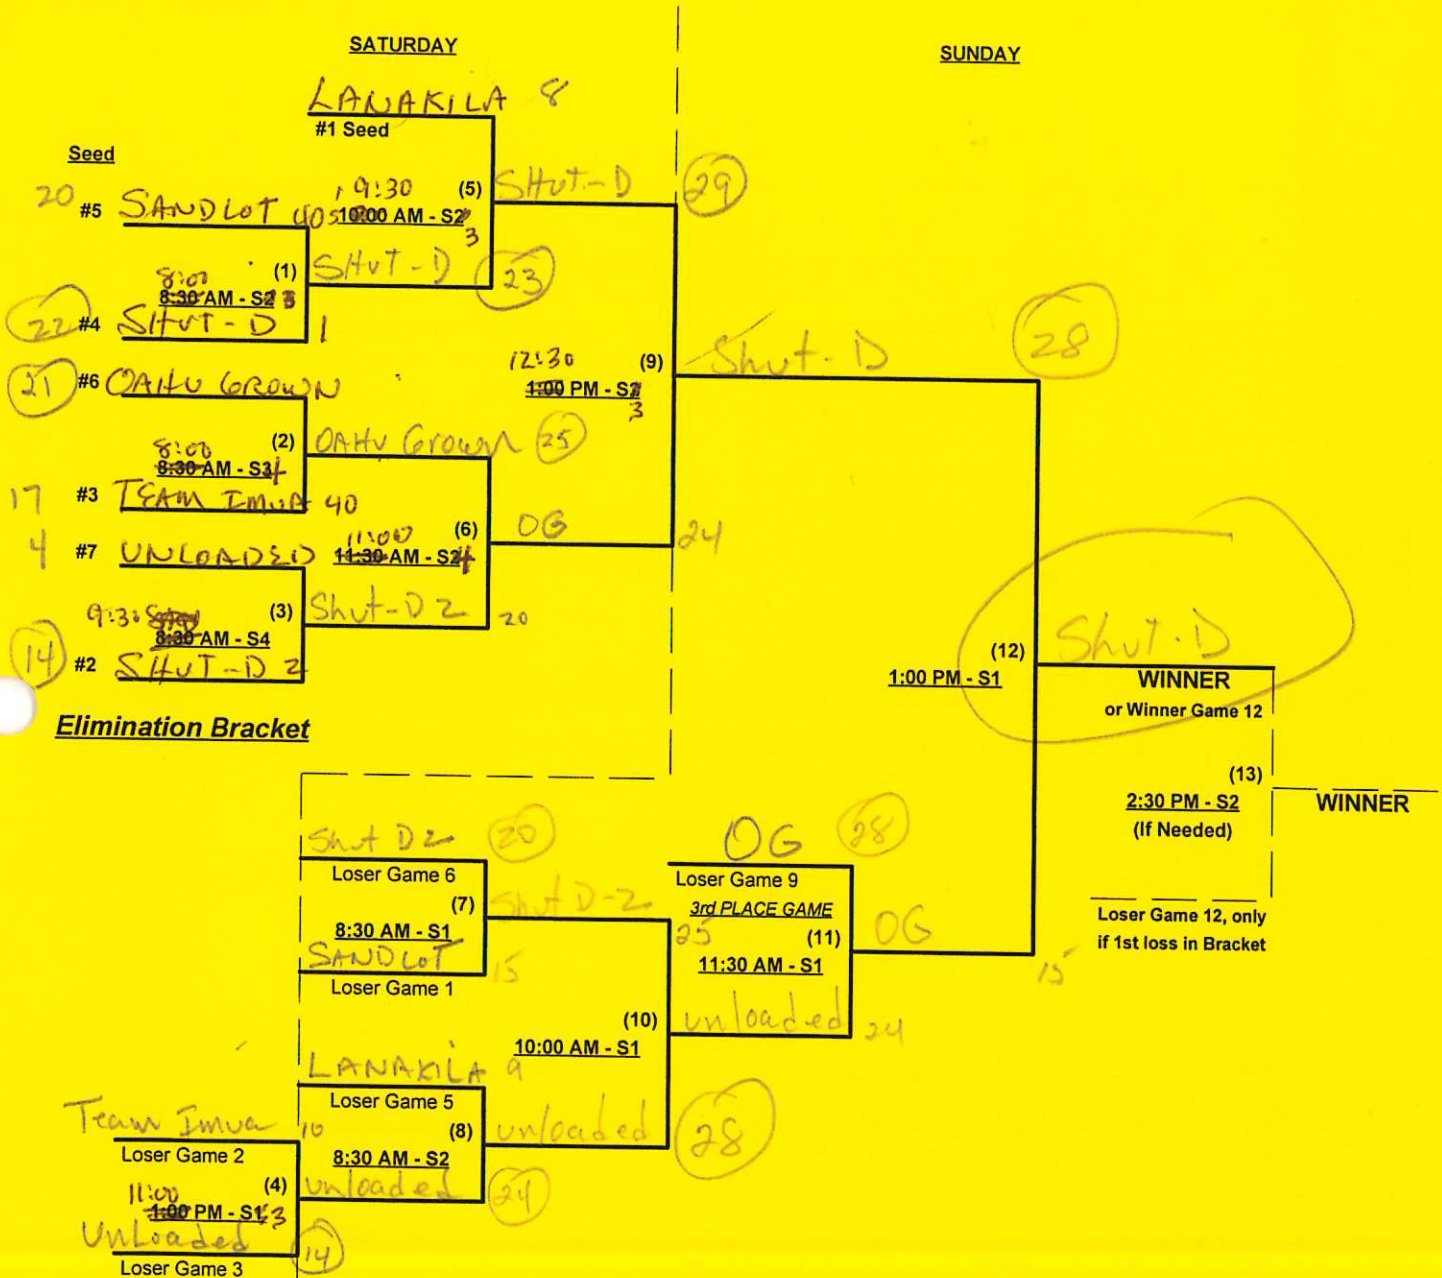 SATURDAY
SUNDAY
LANAKILA 8
#1 Seed
Seed
20 #5 SANDLOT 40s
9:30 (5)
10:00 AM - S2 3
SHUT-D 29
8:00 (1)
8:30 AM - S2 3
SHUT-D 23
22 #4 SHUT-D 1
21 #6 OAHU GROWN
12:30 (9)
1:00 PM - S2 3
Shut-D 28
8:00 (2)
8:30 AM - S3 4
OAHU Grown 25
17 #3 TEAM IMUA 40
4 #7 UNLOADED
11:00 (6)
11:30 AM - S2 4
OG 24
9:30 (3)
8:30 AM - S4
Shut-D 2 20
14 #2 SHUT-D 2
(12)
1:00 PM - S1
Shut-D
WINNER
or Winner Game 12
Elimination Bracket
(13)
2:30 PM - S2
(If Needed)
WINNER
Shut D2 20
Loser Game 6
(7)
8:30 AM - S1
Shut D-2 25
SANDLOT 15
Loser Game 1
OG 28
Loser Game 9
3rd PLACE GAME
(11)
11:30 AM - S1
OG 15
Loser Game 12, only
if 1st loss in Bracket
(10)
10:00 AM - S1
unloaded 24
LANAKILA 9
Loser Game 5
(8)
8:30 AM - S2
unloaded 28
Team Imua 10
Loser Game 2
11:00 (4)
1:00 PM - S1 3
unloaded 24
UnLoaded 14
Loser Game 3